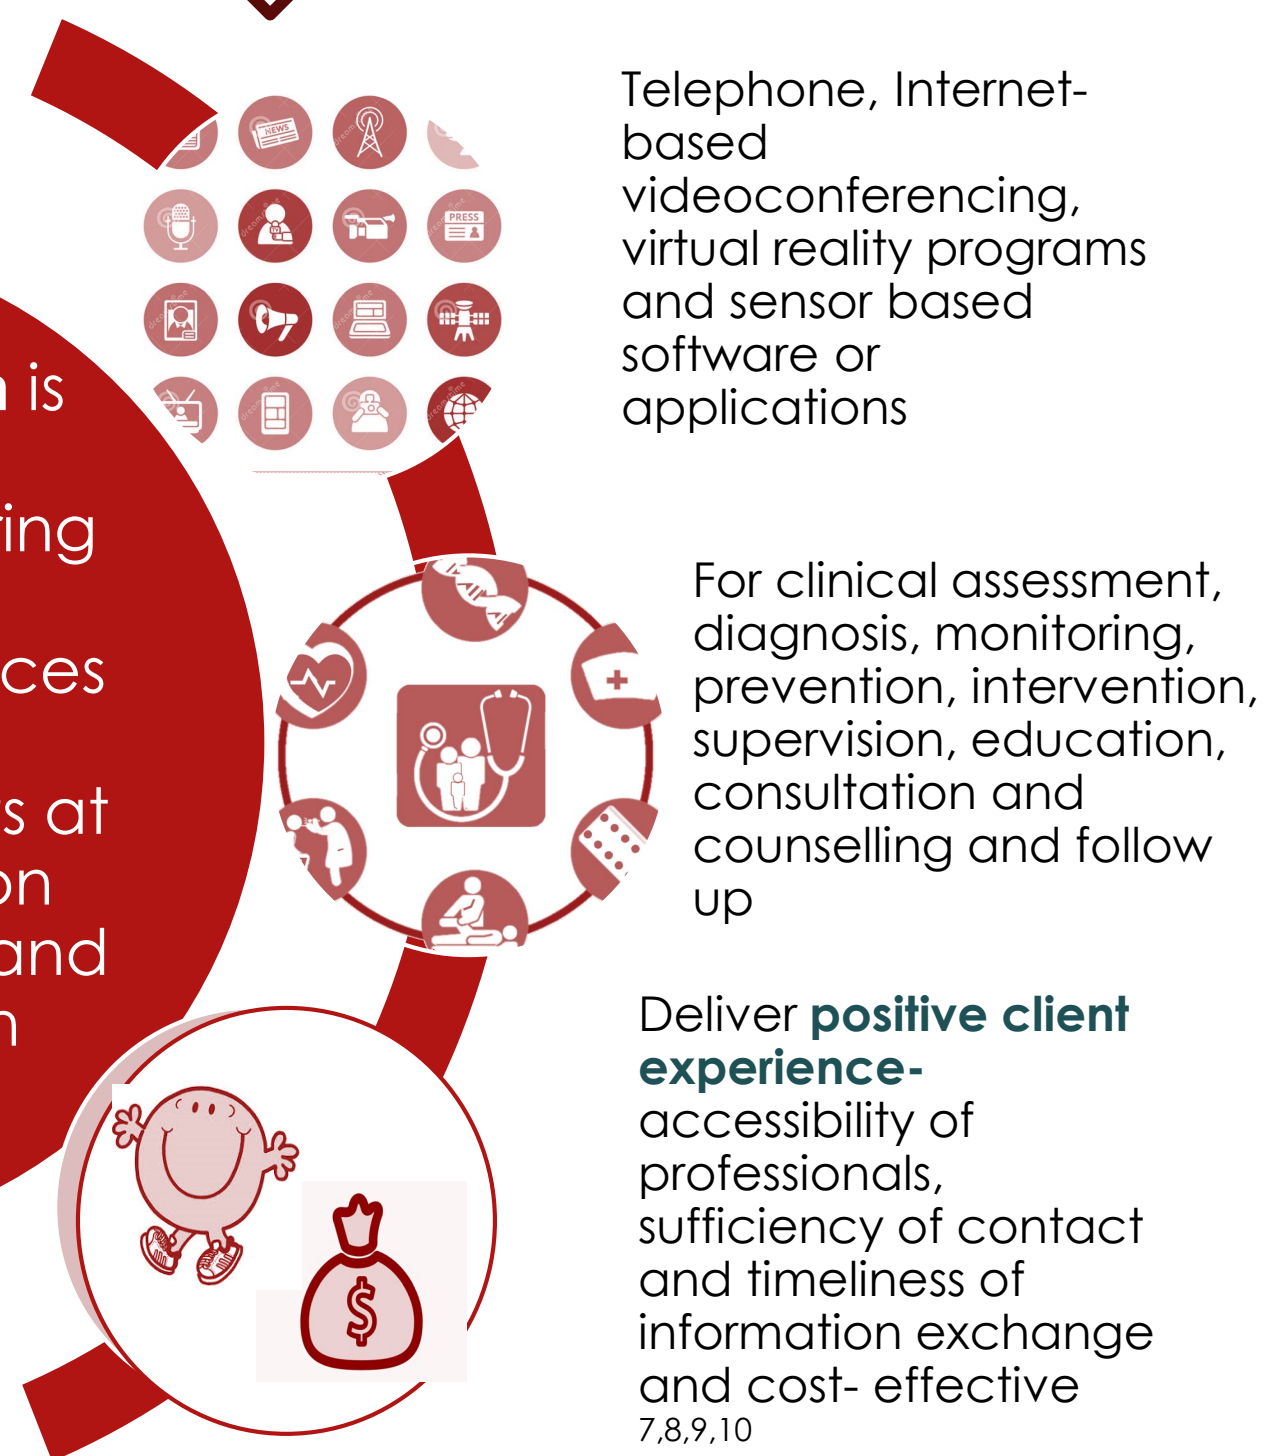 Telephone, Internet-
based
videoconferencing,
virtual reality programs
and sensor based
software or
applications
NEWS
PRESS
is
ring
ces
s at
on
and
n
For clinical assessment,
diagnosis, monitoring,
prevention, intervention,
supervision, education,
consultation and
counselling and follow
up
Deliver positive client
experience-
accessibility of
professionals,
sufficiency of contact
and timeliness of
information exchange
and cost- effective
7,8,9,10
$